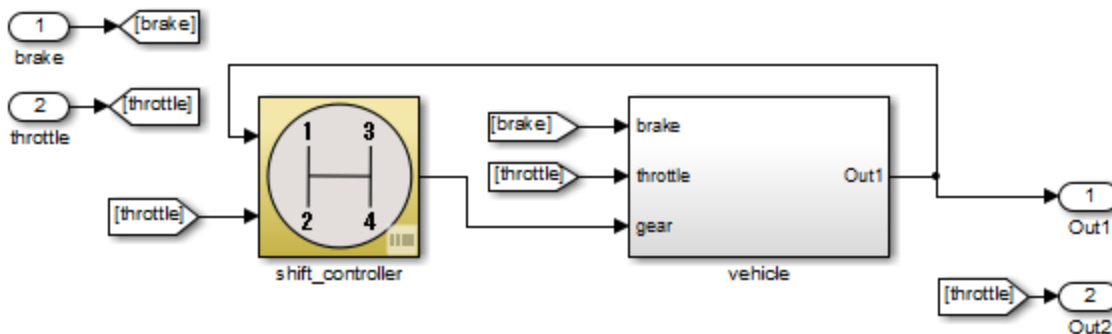 1
[brake]
brake
2
[throttle]
throttle
[throttle]
1 3
2 4
shift_controller
[brake]
[throttle]
brake
throttle
gear
Out1
vehicle
1
Out1
[throttle]
2
Out2